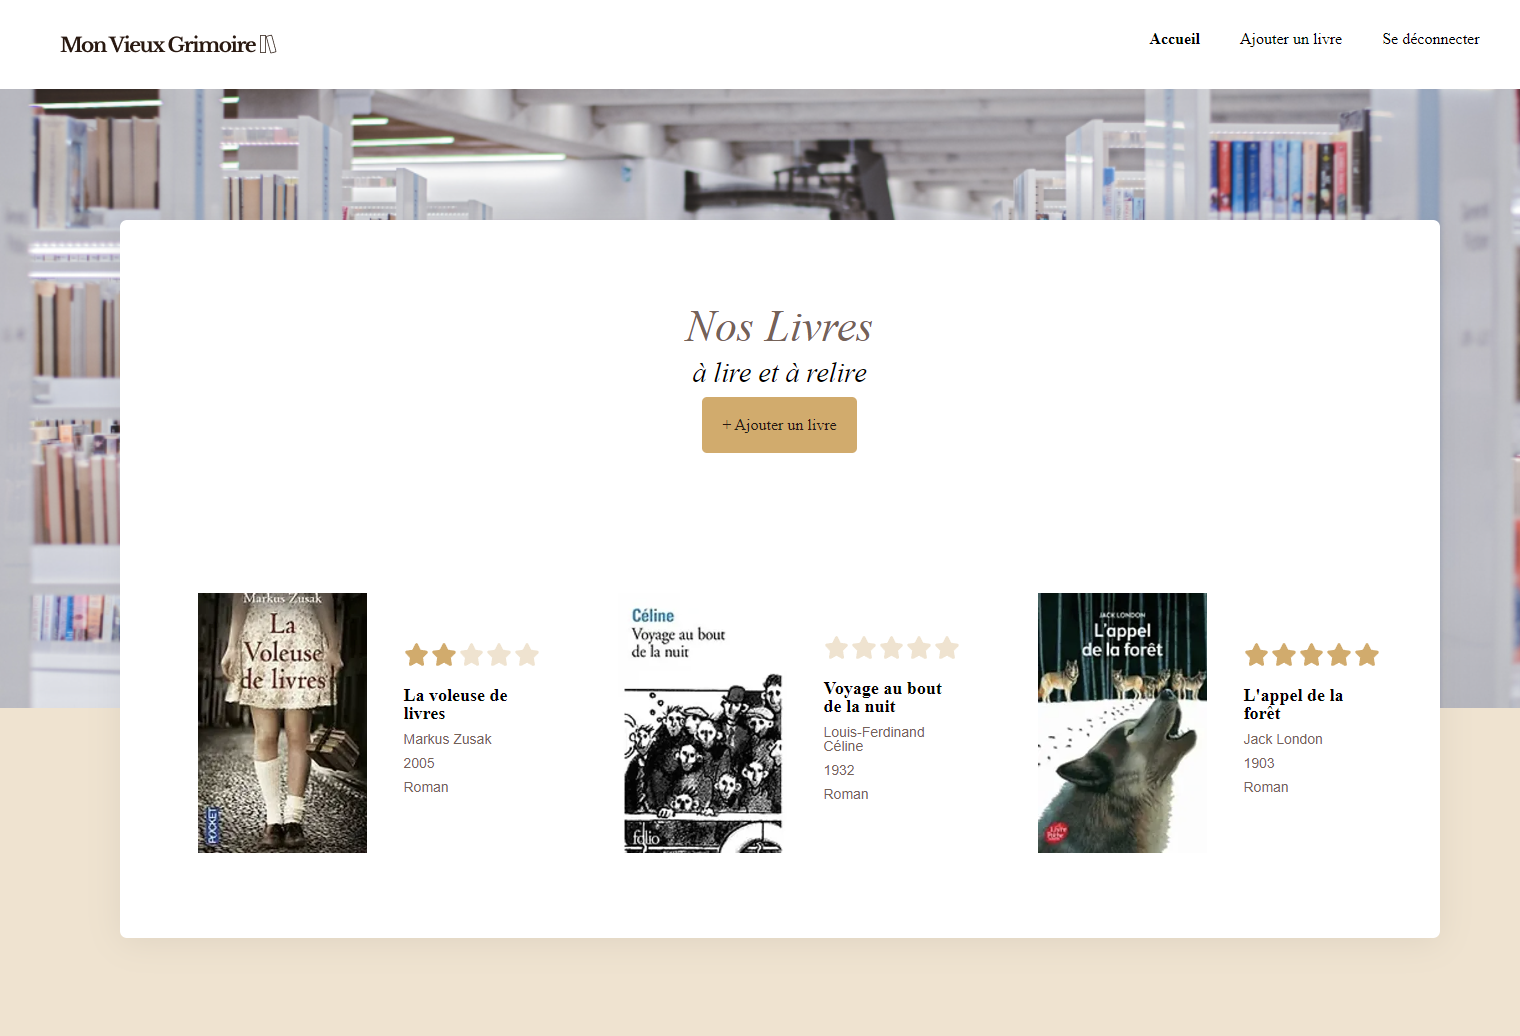 Mon Vieux Grimoire
Accueil
Ajouter un livre
Se déconnecter
Nos Livres
à lire et à relire
+ Ajouter un livre
Markus Zusak
La
Voleuse
de livres
POCKET
La voleuse de
livres
Markus Zusak
2005
Roman
Céline
Voyage au bout
de la nuit
folio
Voyage au bout
de la nuit
Louis-Ferdinand
Céline
1932
Roman
JACK LONDON
L'appel
de la forêt
Livre
Poche
L'appel de la
forêt
Jack London
1903
Roman